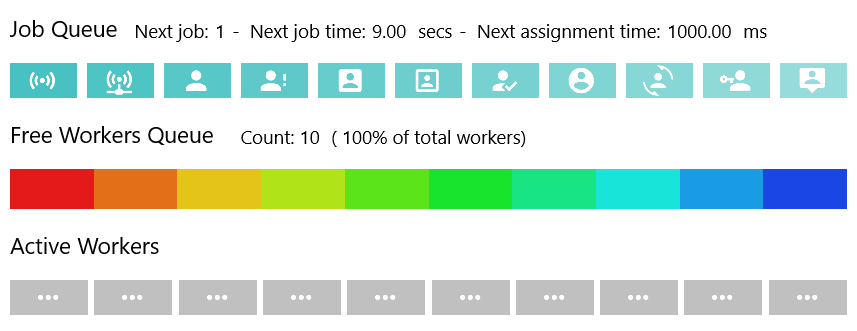 Job Queue Next job: 1 - Next job time: 9.00 secs - Next assignment time: 1000.00 ms
Free Workers Queue Count: 10 ( 100% of total workers)
Active Workers